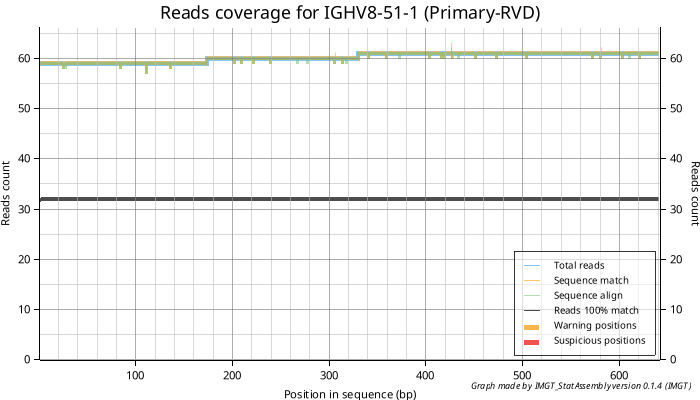 Reads coverage for IGHV8-51-1 (Primary-RVD)
60
50
40
30
20
10
0
Reads count
60
50
40
30
20
10
0
Reads count
100
200
300
400
500
600
Position in sequence (bp)
Total reads
Sequence match
Sequence align
Reads 100% match
Warning positions
Suspicious positions
Graph made by IMGT_StatAssembly version 0.1.4 (IMGT)